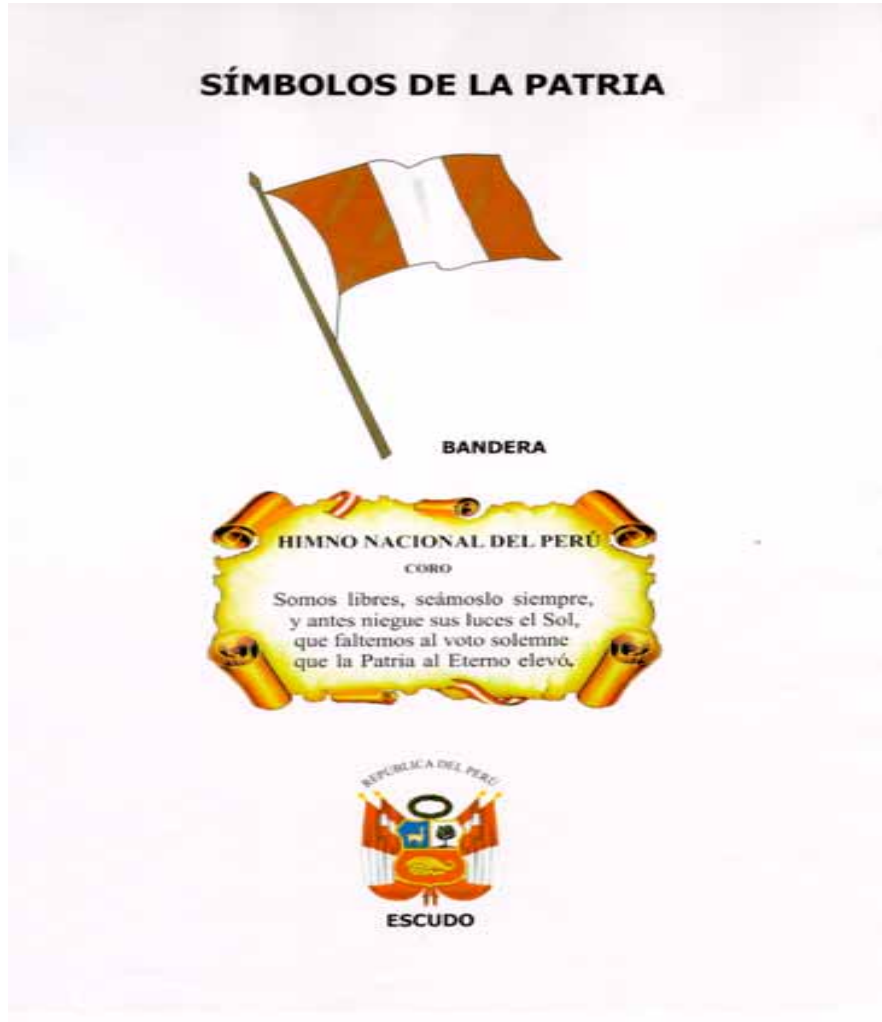 SÍMBOLOS DE LA PATRIA
BANDERA
HIMNO NACIONAL DEL PERÚ
CORO
Somos libres, seámoslo siempre,
y antes niegue sus luces el Sol,
que faltemos al voto solemne
que la Patria al Eterno elevó.
REPÚBLICA DEL PERÚ
ESCUDO